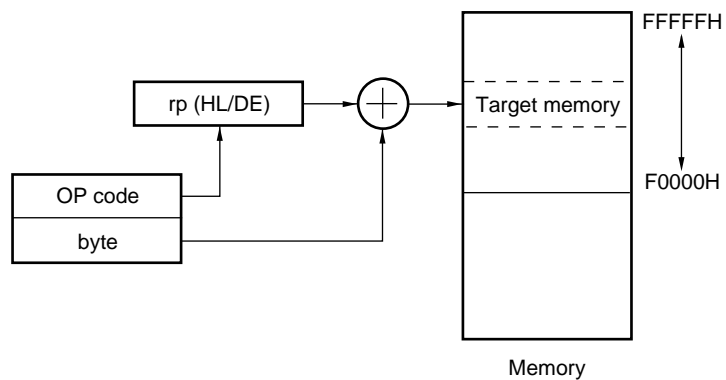 FFFFFH
rp (HL/DE)
Target memory
OP code
F0000H
byte
Memory